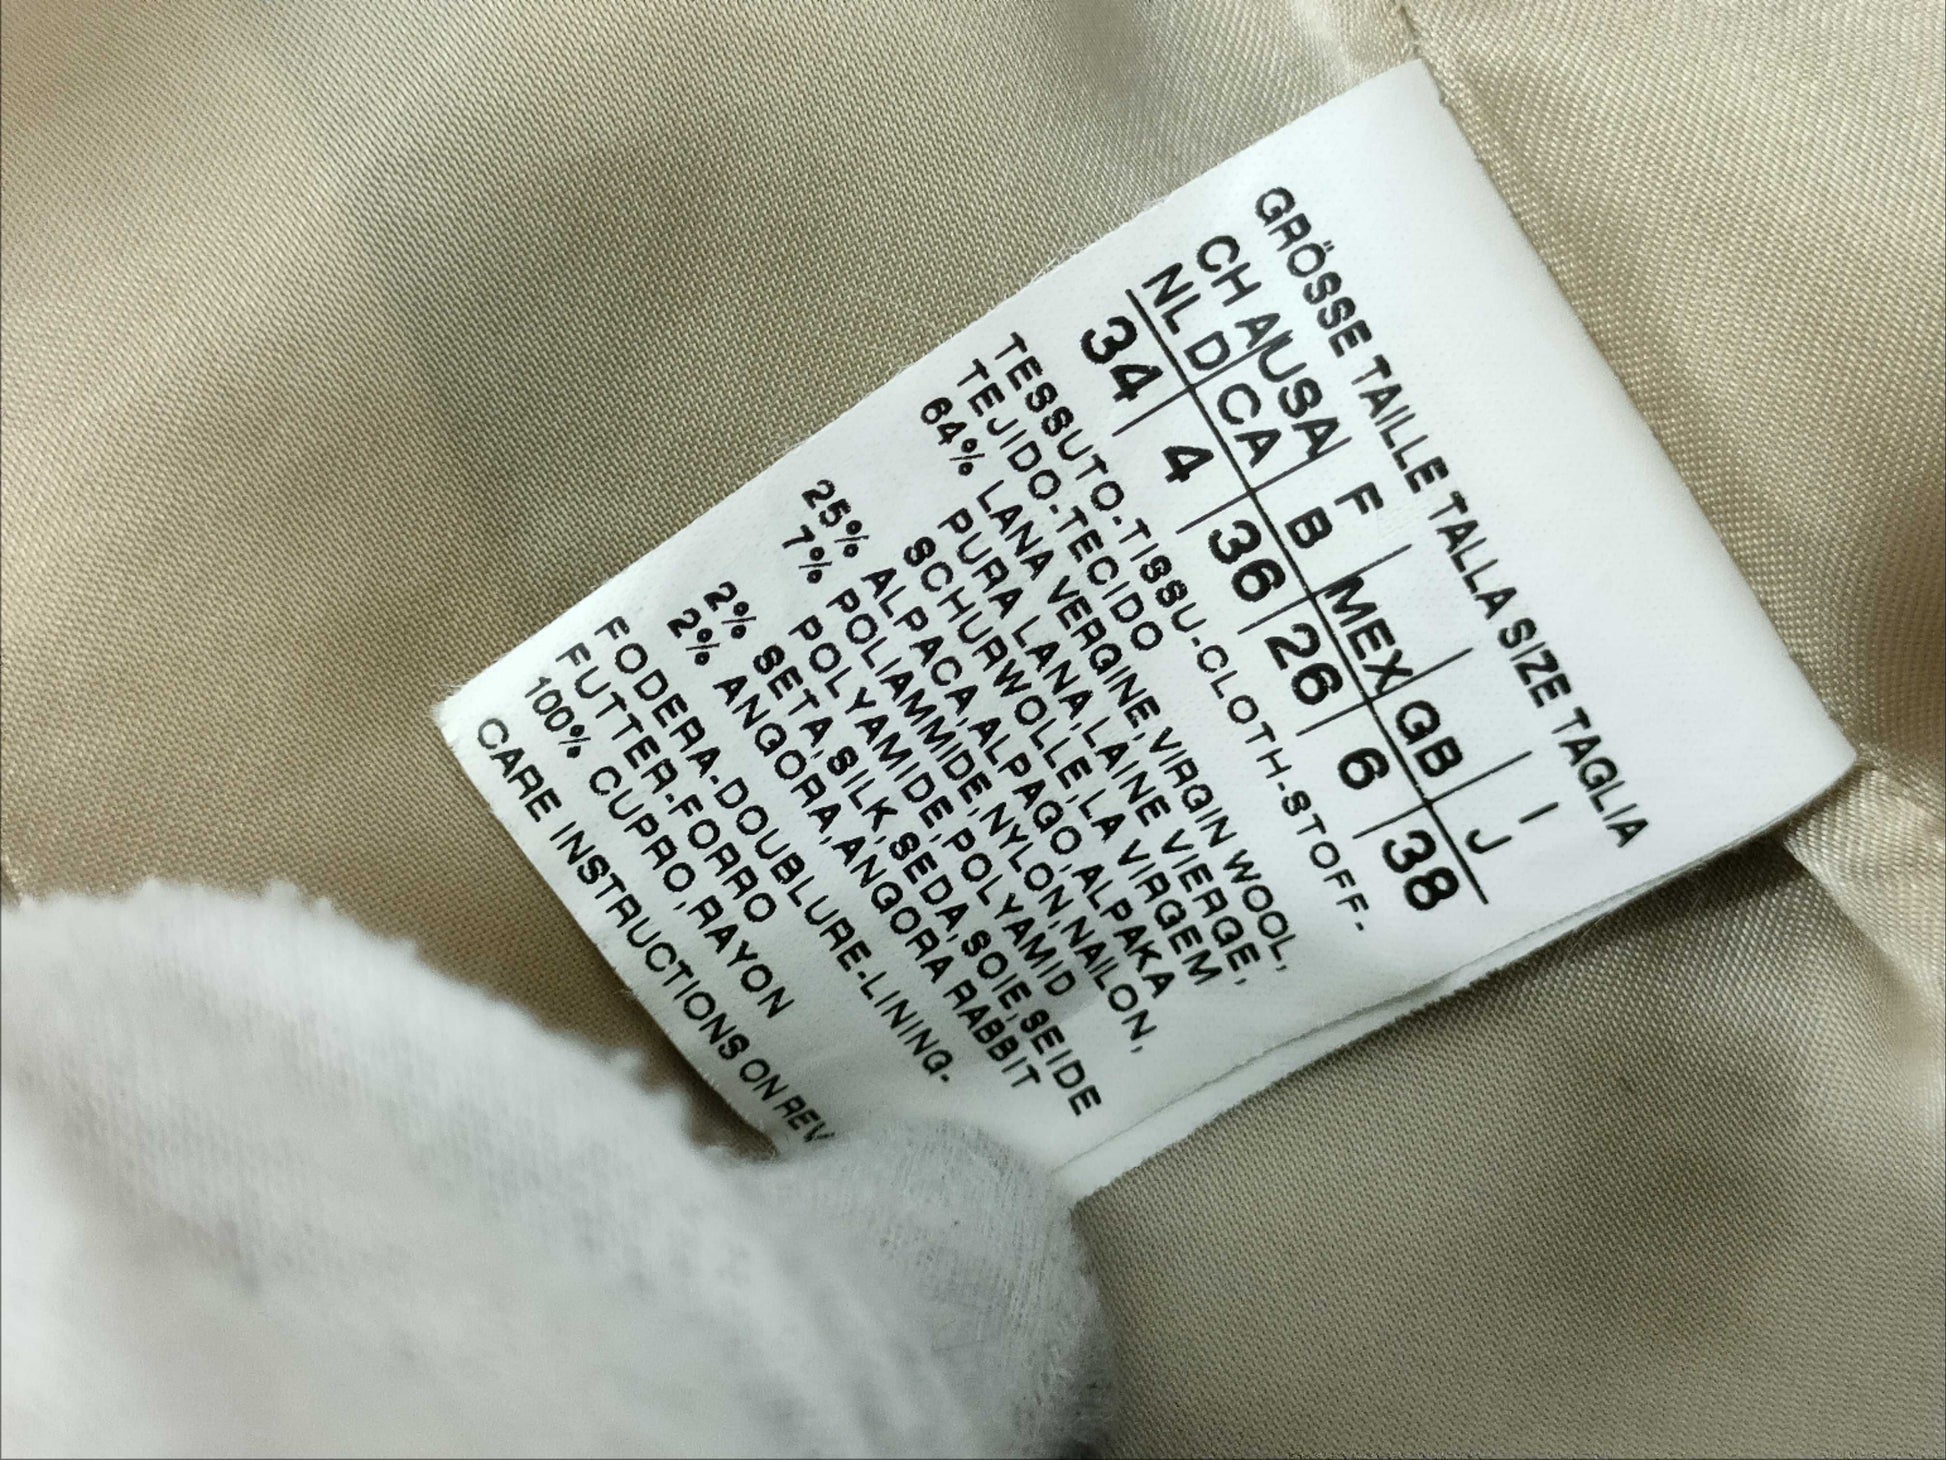 GRÖSSE TAILLE TALLA SIZE TAGLIA
CH A USA F I
NL D CA B MEX GB J
34 4 36 26 6 38
TESSUTO-TISSU-CLOTH-STOFF-
TEJIDO-TECIDO
64% LANA VERGINE,VIRGIN WOOL,
PURA LANA,LAINE VIERGE,
SCHURWOLLE,LA VIRGEM
25% ALPACA,ALPAGO,ALPAKA
7% POLIAMMIDE,NYLON,NAILON,
POLYAMIDE,POLYAMID
2% SETA,SILK,SEDA,SOIE,SEIDE
2% ANGORA,ANGORA RABBIT
FODERA-DOUBLURE-LINING-
FUTTER-FORRO
100% CUPRO,RAYON
CARE INSTRUCTIONS ON REV